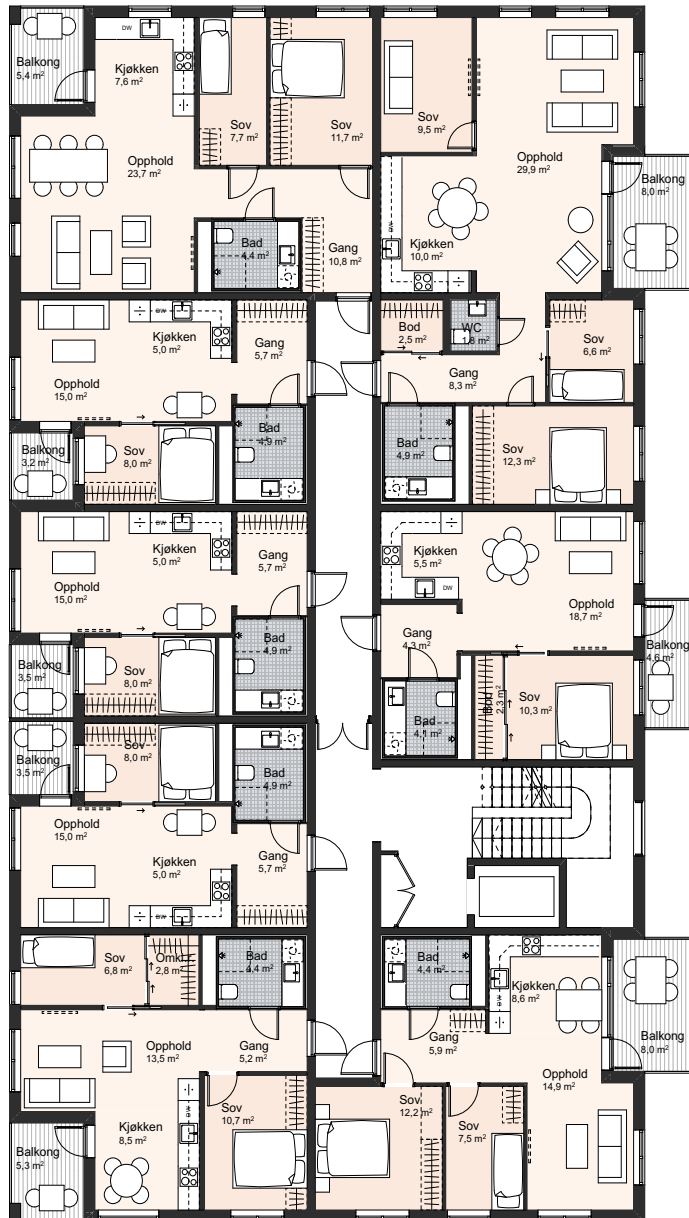 DW
Balkong
5,4 m²
Kjøkken
7,6 m²
Sov
7,7 m²
Sov
11,7 m²
Sov
9,5 m²
Opphold
23,7 m²
Opphold
29,9 m²
Balkong
8,0 m²
Bad
4,4 m²
Gang
10,8 m²
DW
Kjøkken
10,0 m²
DW
Kjøkken
5,0 m²
Gang
5,7 m²
Bod
2,5 m²
WC
1,8 m²
Sov
6,6 m²
Opphold
15,0 m²
Gang
8,3 m²
Balkong
3,2 m²
Sov
8,0 m²
Bad
4,9 m²
Bad
4,9 m²
Sov
12,3 m²
DW
Kjøkken
5,0 m²
Gang
5,7 m²
Kjøkken
5,5 m²
DW
Opphold
15,0 m²
Opphold
18,7 m²
Gang
4,3 m²
Bad
4,9 m²
Balkong
4,6 m²
Balkong
3,5 m²
Sov
8,0 m²
Bod
2,3 m²
Sov
10,3 m²
Bad
4,1 m²
Balkong
3,5 m²
Sov
8,0 m²
Bad
4,9 m²
Opphold
15,0 m²
Kjøkken
5,0 m²
Gang
5,7 m²
DW
Sov
6,8 m²
2,8 m²
Bad
4,4 m²
Bad
4,4 m²
Kjøkken
8,6 m²
DW
Opphold
13,5 m²
Gang
5,2 m²
Gang
5,9 m²
Balkong
8,0 m²
Opphold
14,9 m²
Sov
10,7 m²
Sov
12,2 m²
Sov
7,5 m²
DW
Kjøkken
8,5 m²
Balkong
5,3 m²